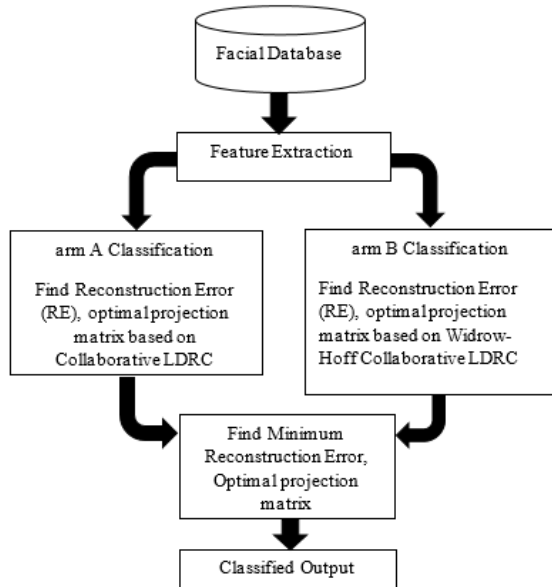 Facial Database
Feature Extraction
arm A Classification
Find Reconstruction Error
(RE), optimal projection
matrix based on
Collaborative LDRC
arm B Classification
Find Reconstruction Error
(RE), optimal projection
matrix based on Widrow-
Hoff Collaborative LDRC
Find Minimum
Reconstruction Error,
Optimal projection
matrix
Classified Output